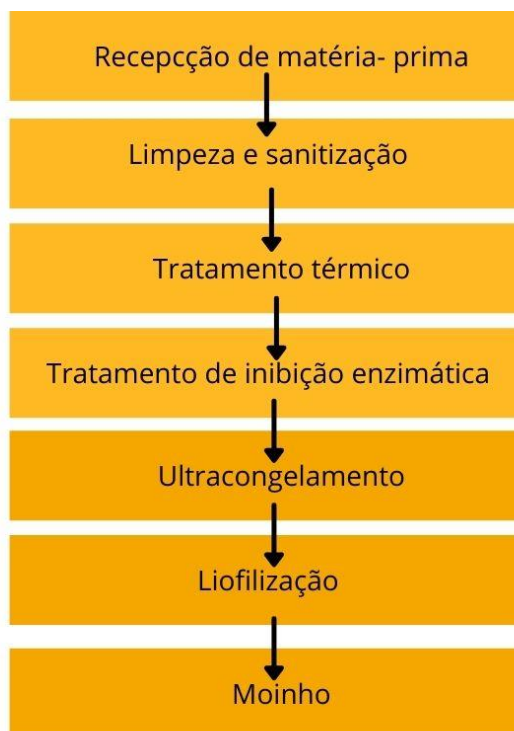 Recepcção de matéria- prima
Limpeza e sanitização
Tratamento térmico
Tratamento de inibição enzimática
Ultracongelamento
Liofilização
Moinho